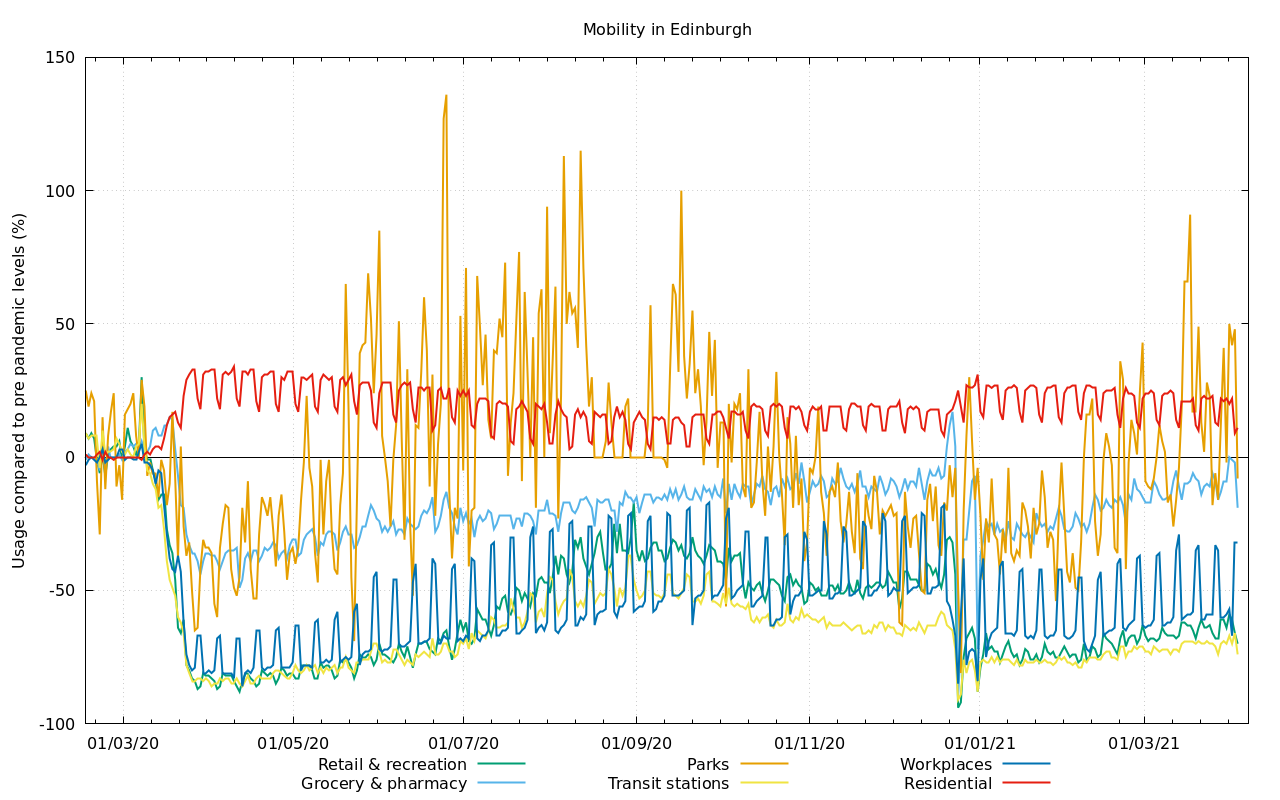 Mobility in Edinburgh
Usage compared to pre pandemic levels (%)
150
100
50
0
-50
-100
01/03/20 01/05/20 01/07/20 01/09/20 01/11/20 01/01/21 01/03/21
Retail & recreation Parks Workplaces
Grocery & pharmacy Transit stations Residential